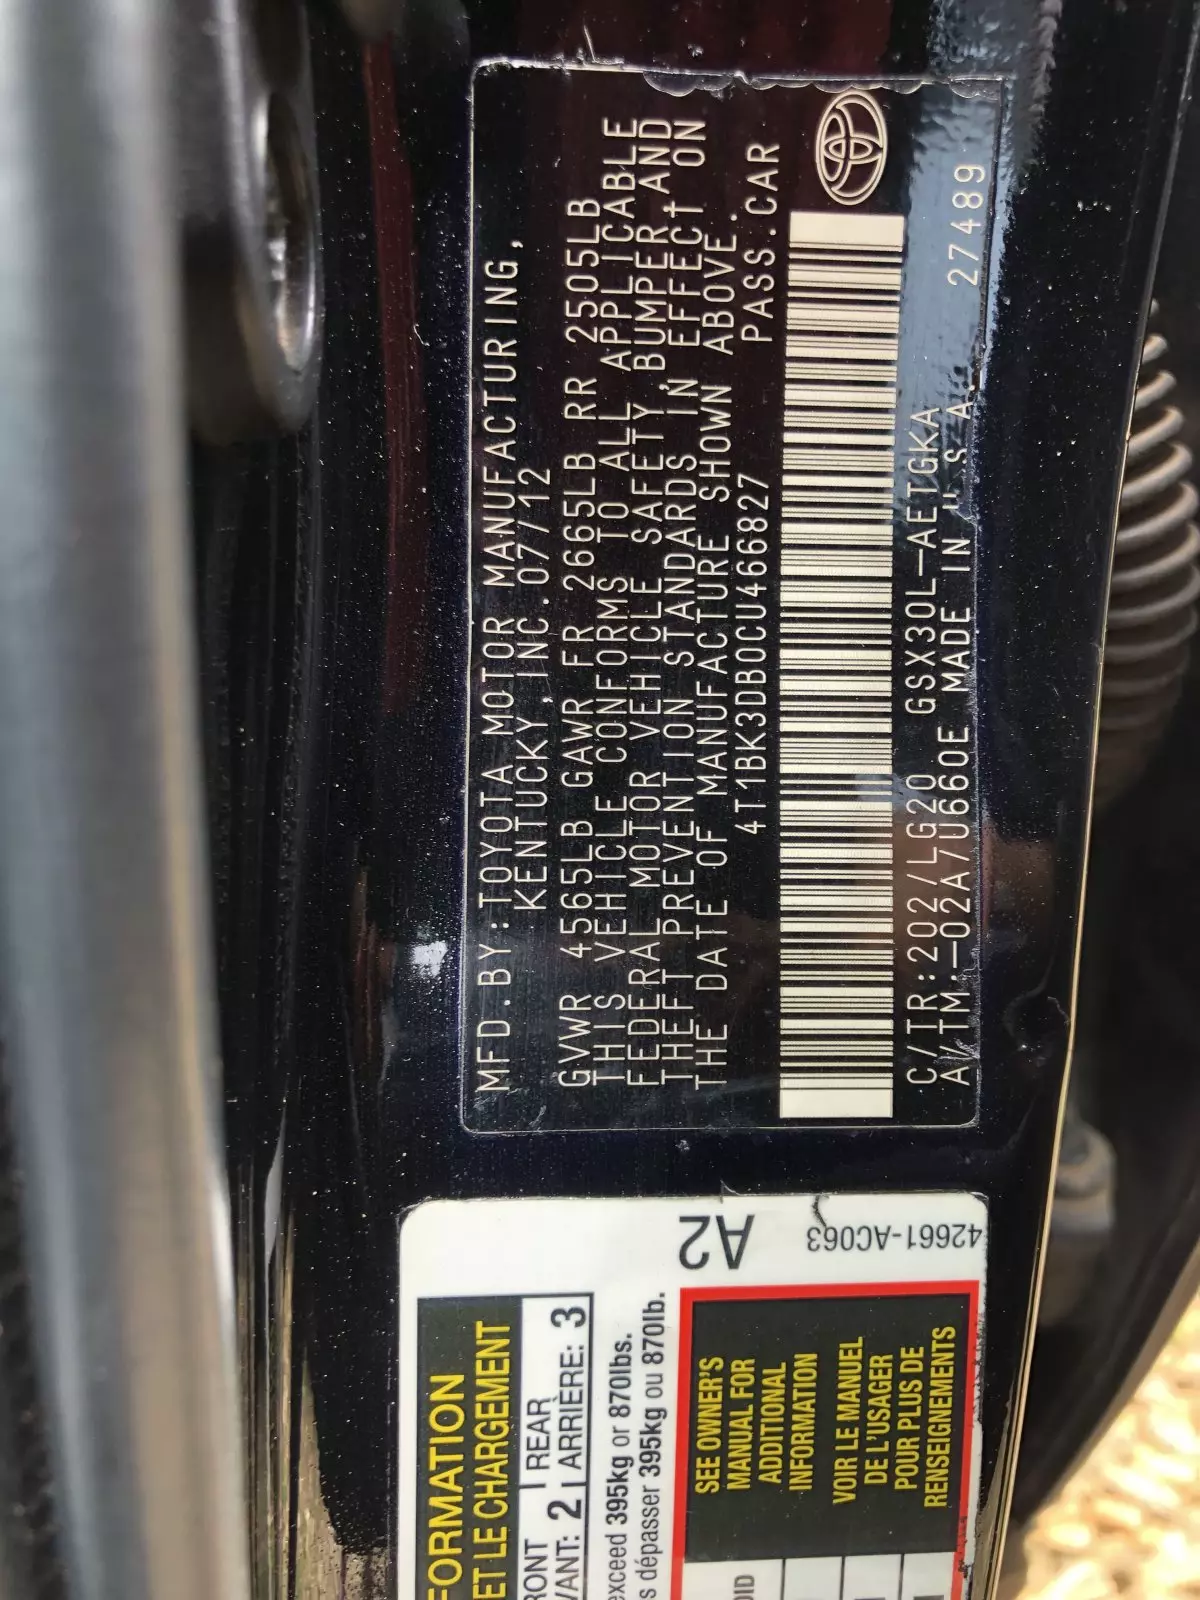 MFD.BY:TOYOTA MOTOR MANUFACTURING,
KENTUCKY,INC.07/12
GVWR 4565LB GAWR FR 2665LB RR 2505LB
THIS VEHICLE CONFORMS TO ALL APPLICABLE
FEDERAL MOTOR VEHICLE SAFETY, BUMPER AND
THEFT PREVENTION STANDARDS IN EFFECT ON
THE DATE OF MANUFACTURE SHOWN ABOVE.
4T1BK3DB0CU466827 PASS.CAR
C/TR:202/LG20 GSX30L-AETGKA 27489
A/TM:-02A/U660E MADE IN U.S.A.
A2
42661-AC063
ORMATION
ET LE CHARGEMENT
RONT REAR
VANT: 2 ARRIÈRE: 3
exceed 395kg or 870lbs.
s dépasser 395kg ou 870lb.
SEE OWNER'S
MANUAL FOR
ADDITIONAL
INFORMATION
VOIR LE MANUEL
DE L'USAGER
POUR PLUS DE
RENSEIGNEMENTS
OID